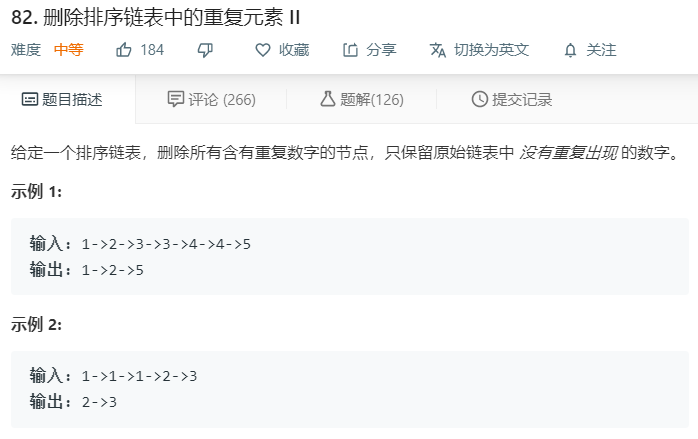 82. 删除排序链表中的重复元素 II
难度 中等 184 收藏 分享 切换为英文 关注
题目描述 评论 (266) 题解(126) 提交记录
给定一个排序链表，删除所有含有重复数字的节点，只保留原始链表中 没有重复出现 的数字。
示例 1:
输入: 1->2->3->3->4->4->5
输出: 1->2->5
示例 2:
输入: 1->1->1->2->3
输出: 2->3